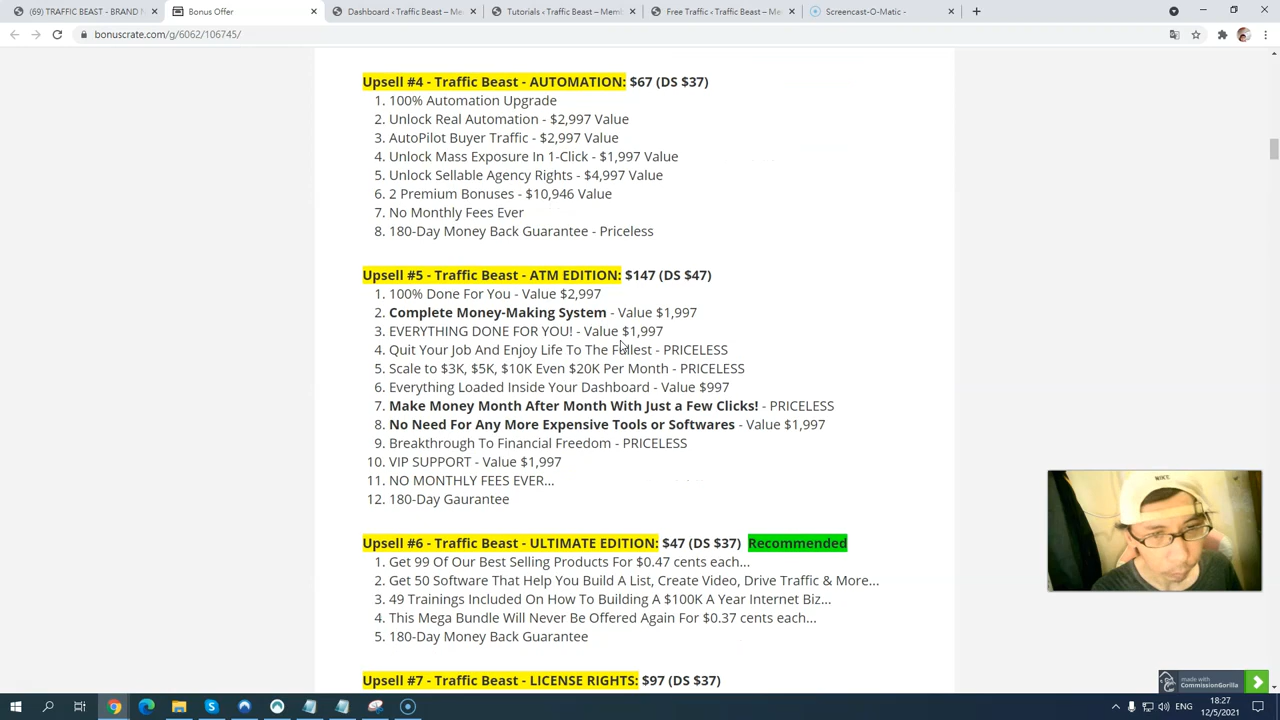 (69) TRAFFIC BEAST - BRAND
Bonus Offer
Dashboard ‹ Traffic Beast – Me
Tutorials ‹ Traffic Beast – Memb
Free Traffic ‹ Traffic Beast – Me
Screencast-O-Matic -
bonuscrate.com/g/6062/106745/
Upsell #4 - Traffic Beast - AUTOMATION: $67 (DS $37)
1. 100% Automation Upgrade
2. Unlock Real Automation - $2,997 Value
3. AutoPilot Buyer Traffic - $2,997 Value
4. Unlock Mass Exposure In 1-Click - $1,997 Value
5. Unlock Sellable Agency Rights - $4,997 Value
6. 2 Premium Bonuses - $10,946 Value
7. No Monthly Fees Ever
8. 180-Day Money Back Guarantee - Priceless
Upsell #5 - Traffic Beast - ATM EDITION: $147 (DS $47)
1. 100% Done For You - Value $2,997
2. Complete Money-Making System - Value $1,997
3. EVERYTHING DONE FOR YOU! - Value $1,997
4. Quit Your Job And Enjoy Life To The Fullest - PRICELESS
5. Scale to $3K, $5K, $10K Even $20K Per Month - PRICELESS
6. Everything Loaded Inside Your Dashboard - Value $997
7. Make Money Month After Month With Just a Few Clicks! - PRICELESS
8. No Need For Any More Expensive Tools or Softwares - Value $1,997
9. Breakthrough To Financial Freedom - PRICELESS
10. VIP SUPPORT - Value $1,997
11. NO MONTHLY FEES EVER...
12. 180-Day Gaurantee
Upsell #6 - Traffic Beast - ULTIMATE EDITION: $47 (DS $37) Recommended
1. Get 99 Of Our Best Selling Products For $0.47 cents each...
2. Get 50 Software That Help You Build A List, Create Video, Drive Traffic & More...
3. 49 Trainings Included On How To Building A $100K A Year Internet Biz...
4. This Mega Bundle Will Never Be Offered Again For $0.37 cents each...
5. 180-Day Money Back Guarantee
Upsell #7 - Traffic Beast - LICENSE RIGHTS: $97 (DS $37)
made with
CommissionGorilla
ENG
18:27
12/5/2021